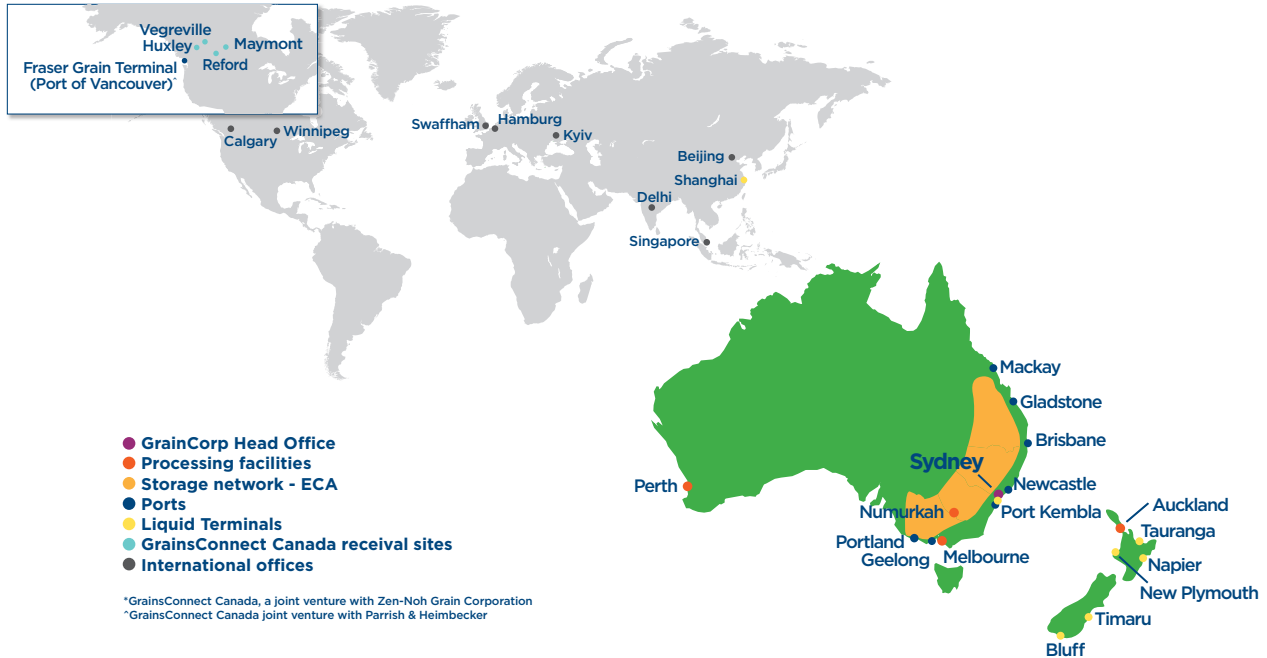 Vegreville
Huxley
Maymont
Reford
Fraser Grain Terminal
(Port of Vancouver)^
Calgary
Winnipeg
Swaffham
Hamburg
Kyiv
Beijing
Shanghai
Delhi
Singapore
Mackay
Gladstone
Brisbane
Sydney
Newcastle
Perth
Numurkah
Port Kembla
Portland
Geelong
Melbourne
Auckland
Tauranga
Napier
New Plymouth
Timaru
Bluff
GrainCorp Head Office
Processing facilities
Storage network - ECA
Ports
Liquid Terminals
GrainsConnect Canada receival sites
International offices
*GrainsConnect Canada, a joint venture with Zen-Noh Grain Corporation
^GrainsConnect Canada joint venture with Parrish & Heimbecker